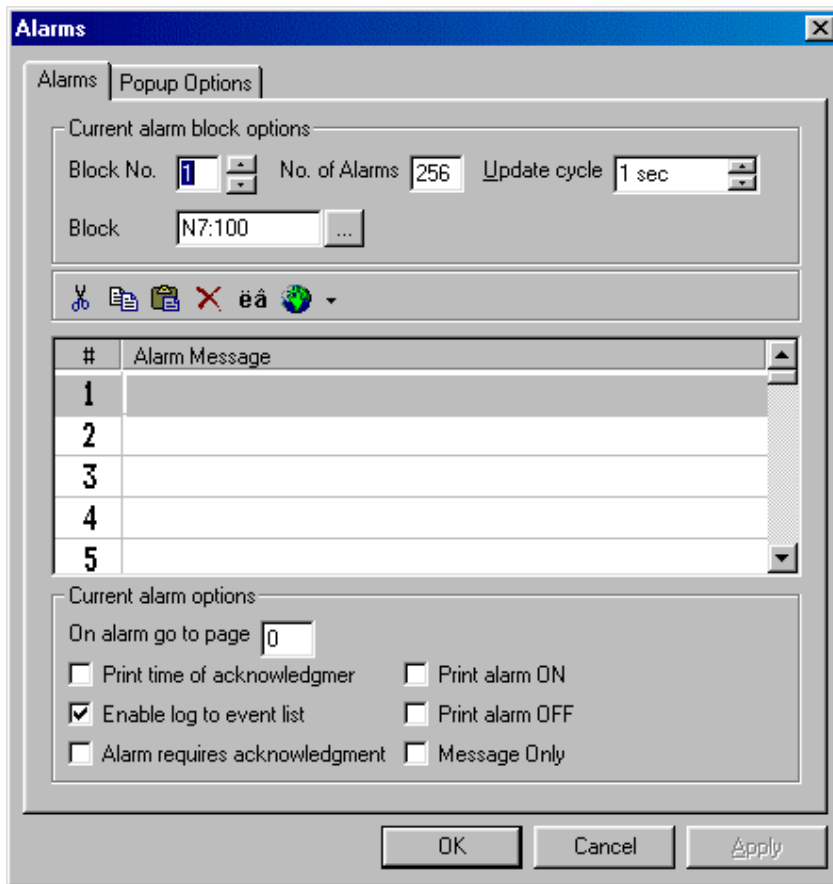 Alarms
Alarms Popup Options
Current alarm block options
Block No. 1 No. of Alarms 256 Update cycle 1 sec
Block N7:100 ...
ëâ
# Alarm Message
1
2
3
4
5
Current alarm options
On alarm go to page 0
Print time of acknowledgmer Print alarm ON
Enable log to event list Print alarm OFF
Alarm requires acknowledgment Message Only
OK Cancel Apply